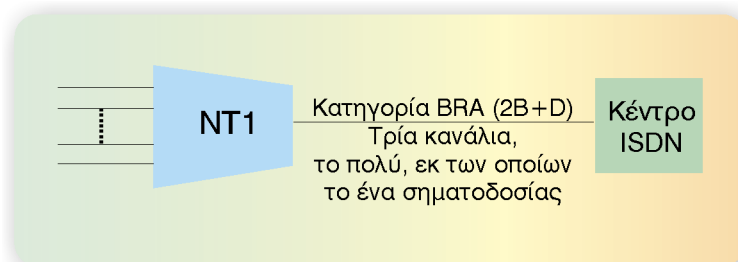 NT1
Κατηγορία BRA (2B+D)
Τρία κανάλια,
το πολύ, εκ των οποίων
το ένα σηματοδοσίας
Κέντρο
ISDN